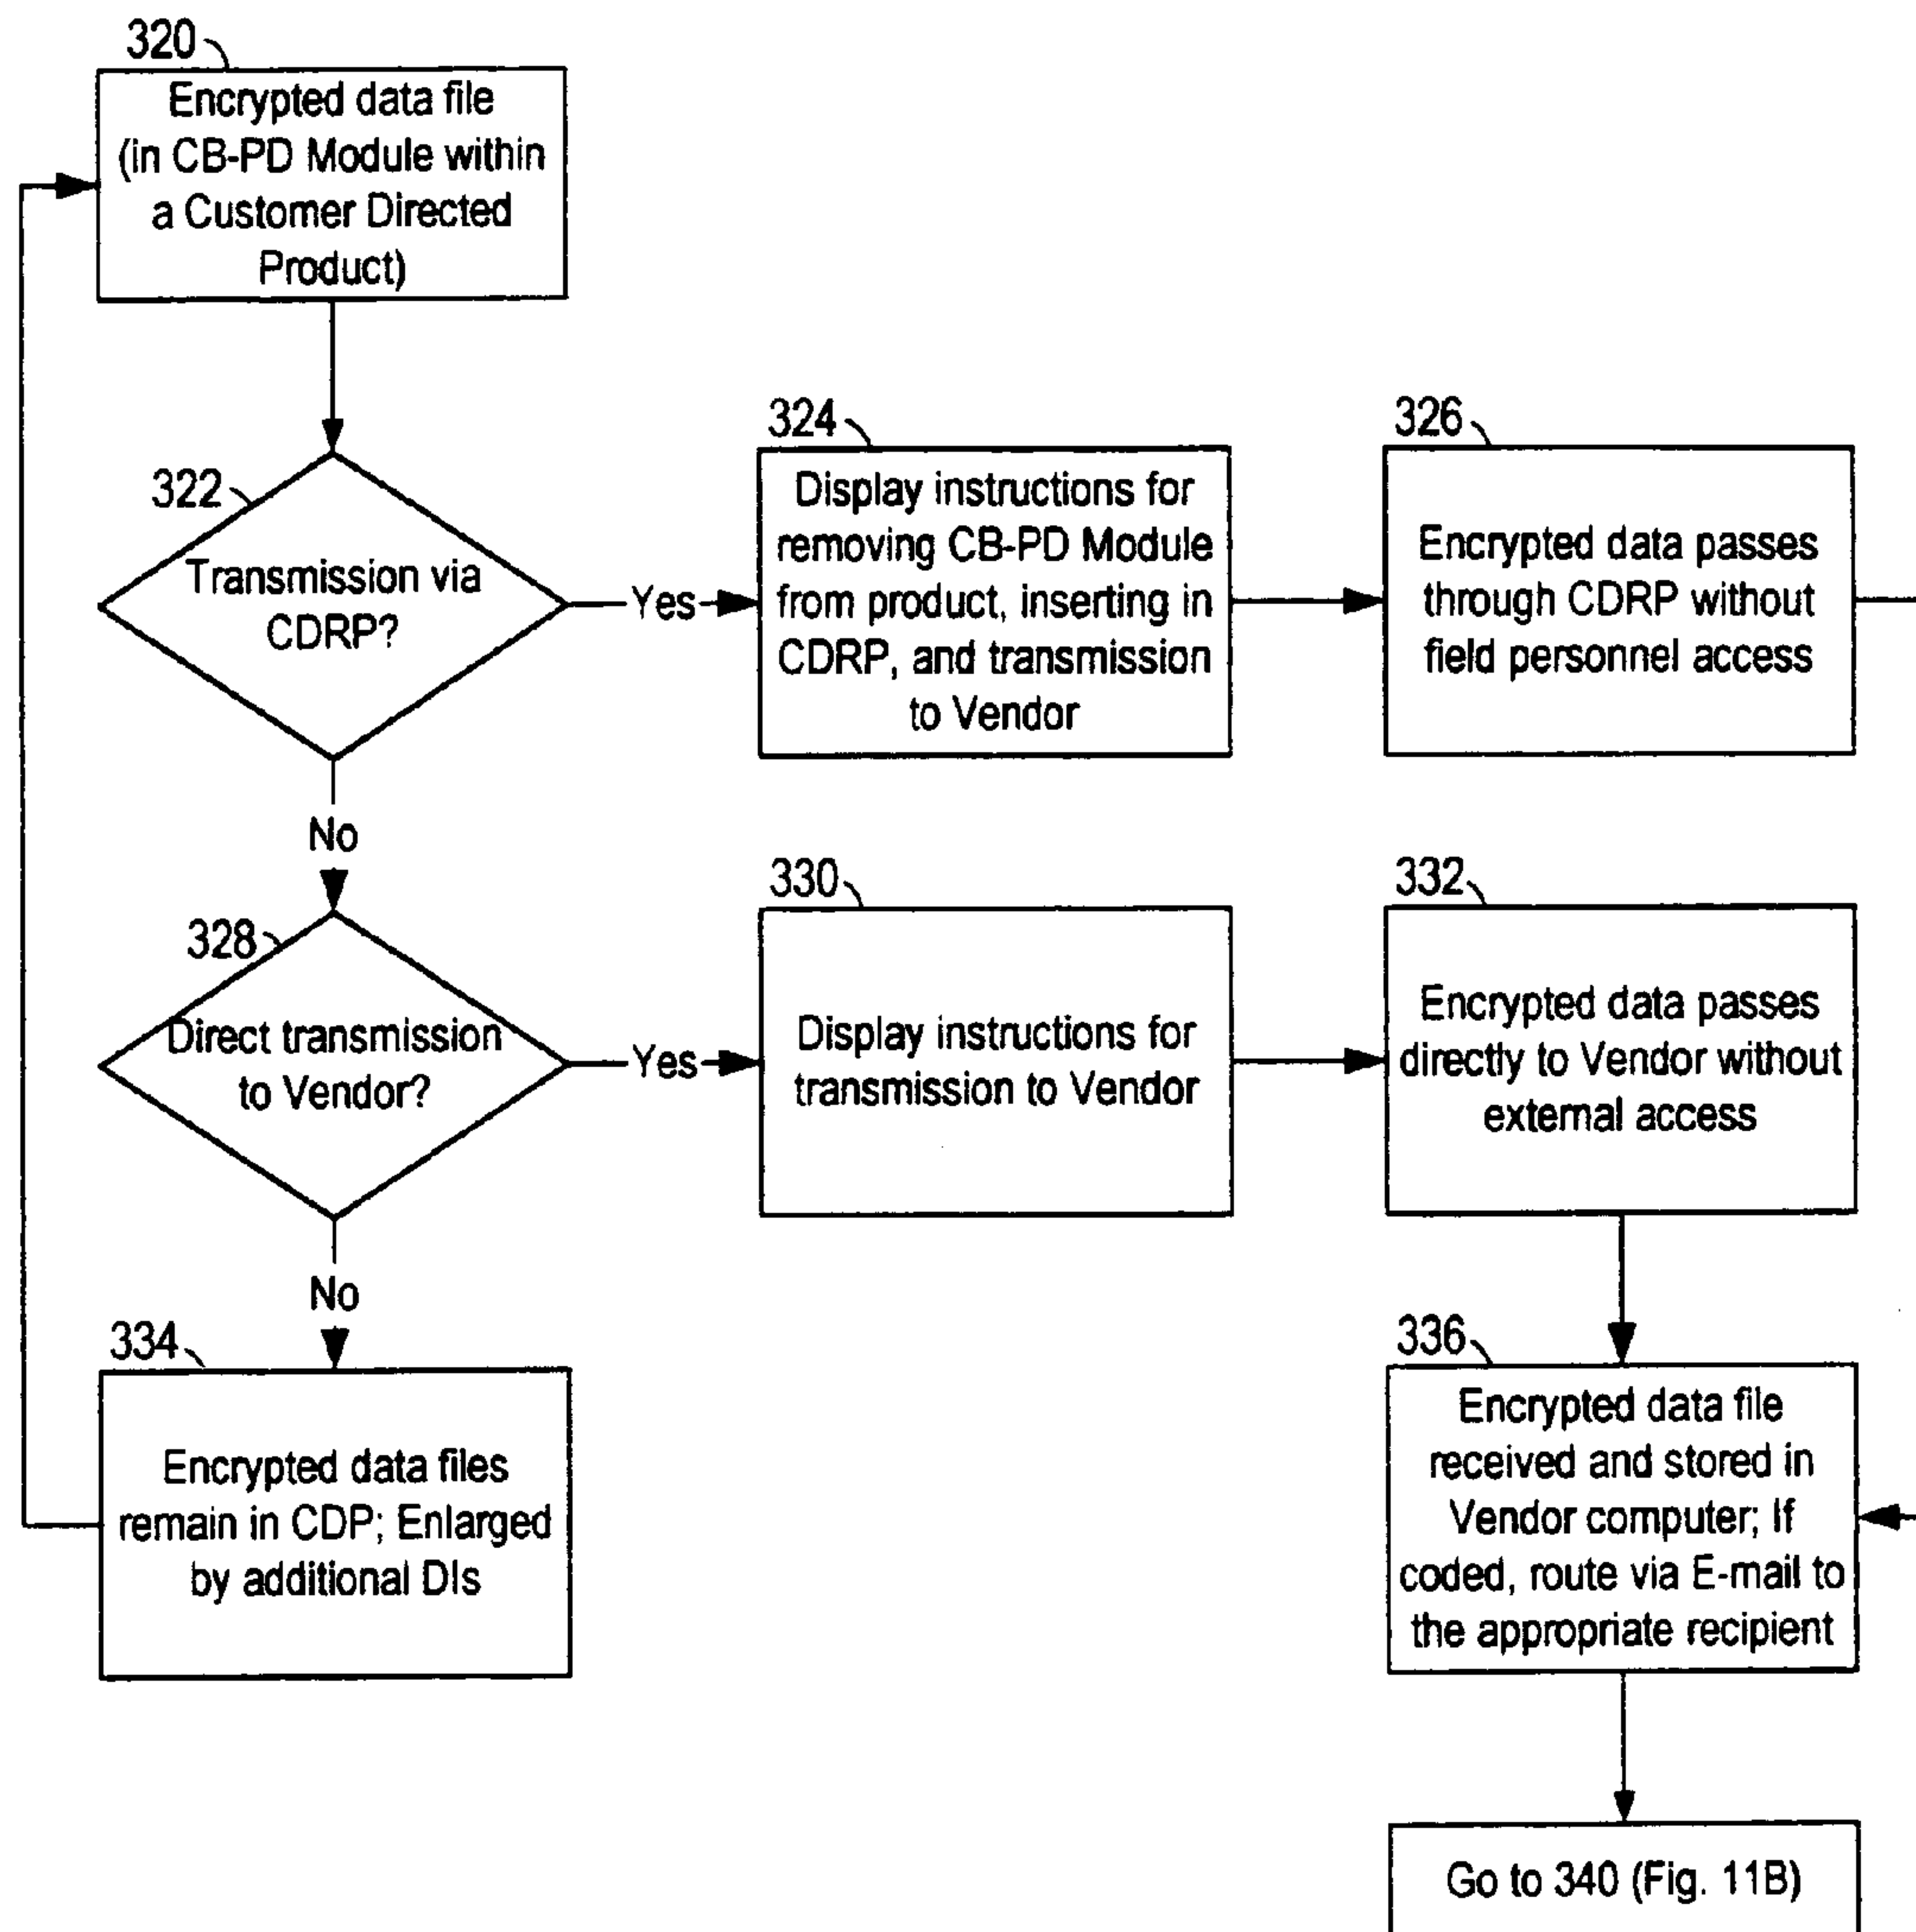 320
Encrypted data file
(in CB-PD Module within
a Customer Directed
Product)
322
Transmission via
CDRP?
Yes
324
Display instructions for
removing CB-PD Module
from product, inserting in
CDRP, and transmission
to Vendor
326
Encrypted data passes
through CDRP without
field personnel access
No
328
Direct transmission
to Vendor?
Yes
330
Display instructions for
transmission to Vendor
332
Encrypted data passes
directly to Vendor without
external access
No
334
Encrypted data files
remain in CDP; Enlarged
by additional DIs
336
Encrypted data file
received and stored in
Vendor computer; If
coded, route via E-mail to
the appropriate recipient
Go to 340 (Fig. 11B)